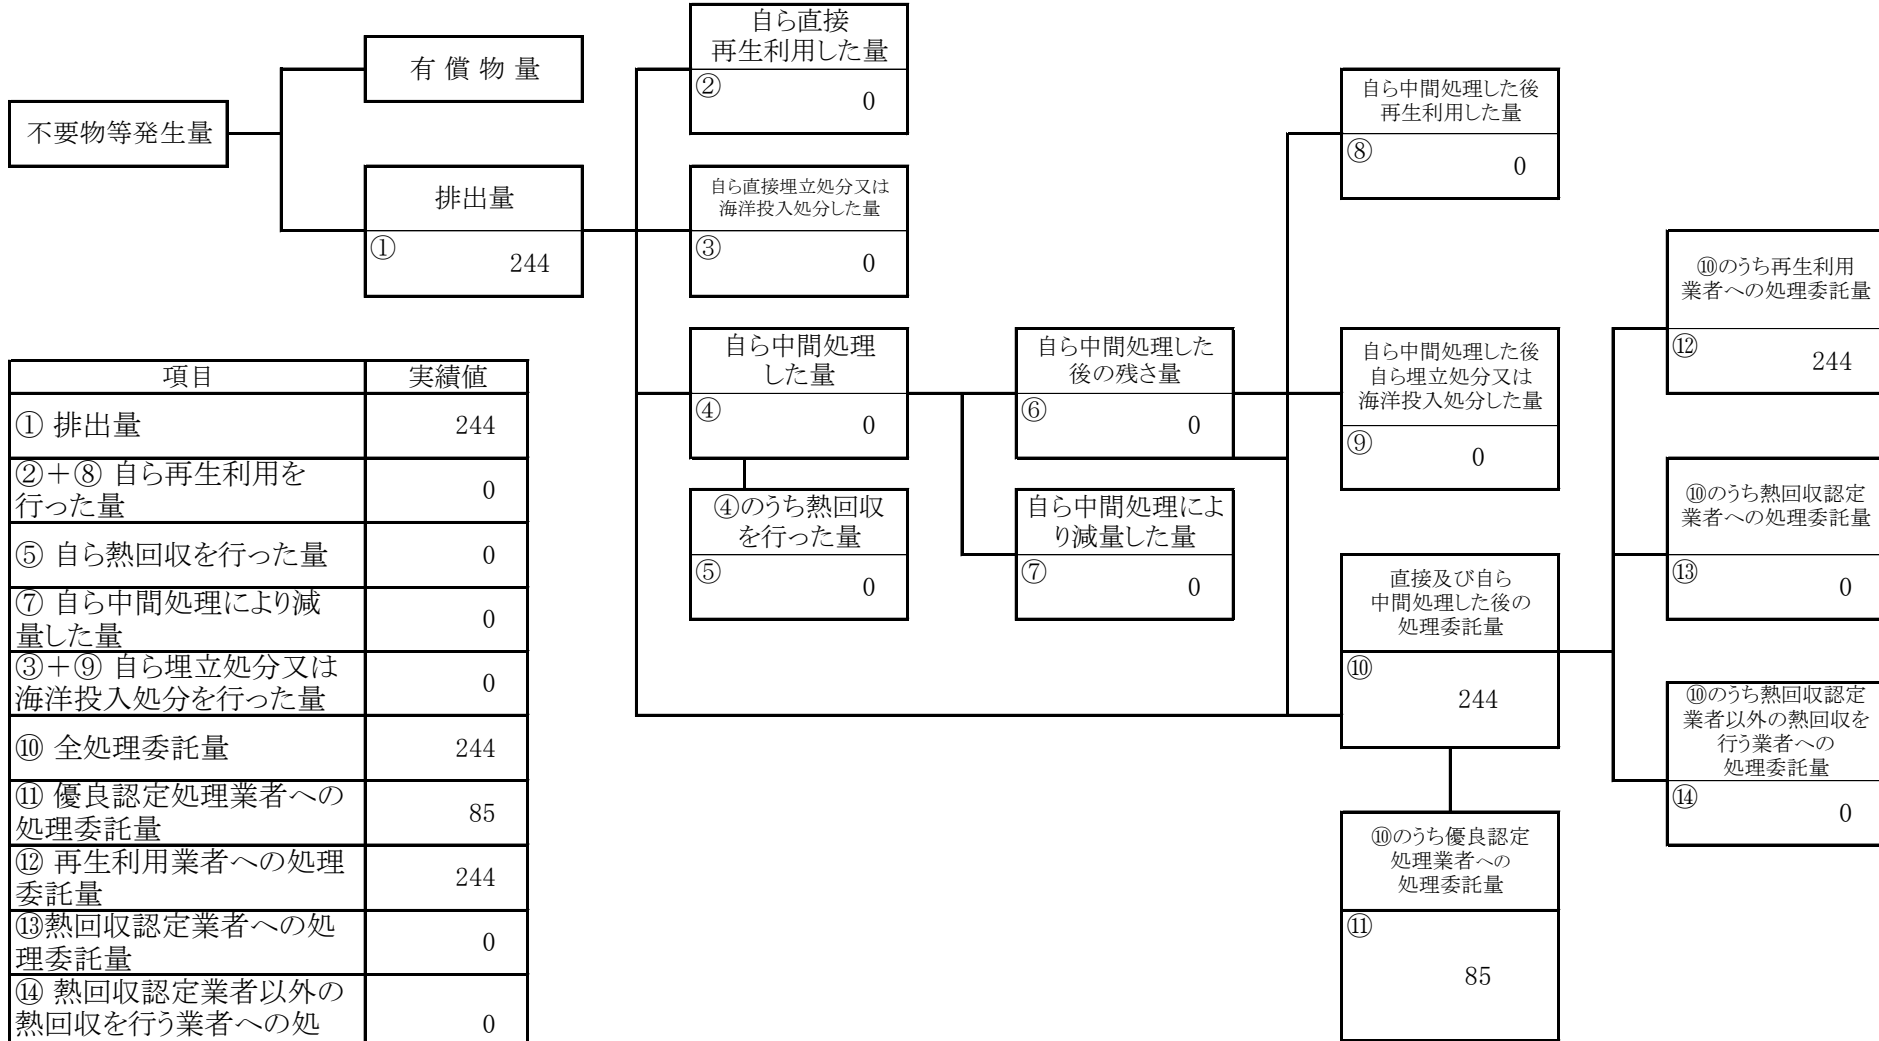 不要物等発生量
有償物量
排出量
①
244
自ら直接
再生利用した量
②
0
自ら直接埋立処分又は
海洋投入処分した量
③
0
自ら中間処理
した量
④
0
④のうち熱回収
を行った量
⑤
0
自ら中間処理した
後の残さ量
⑥
0
自ら中間処理によ
り減量した量
⑦
0
自ら中間処理した後
再生利用した量
⑧
0
自ら中間処理した後
自ら埋立処分又は
海洋投入処分した量
⑨
0
直接及び自ら
中間処理した後の
処理委託量
⑩
244
⑩のうち優良認定
処理業者への
処理委託量
⑪
85
⑩のうち再生利用
業者への処理委託量
⑫
244
⑩のうち熱回収認定
業者への処理委託量
⑬
0
⑩のうち熱回収認定
業者以外の熱回収を
行う業者への
処理委託量
⑭
0
項目 実績値
① 排出量 244
②+⑧ 自ら再生利用を
行った量 0
⑤ 自ら熱回収を行った量 0
⑦ 自ら中間処理により減
量した量 0
③+⑨ 自ら埋立処分又は
海洋投入処分を行った量 0
⑩ 全処理委託量 244
⑪ 優良認定処理業者への
処理委託量 85
⑫ 再生利用業者への処理
委託量 244
⑬熱回収認定業者への処
理委託量 0
⑭ 熱回収認定業者以外の
熱回収を行う業者への処 0